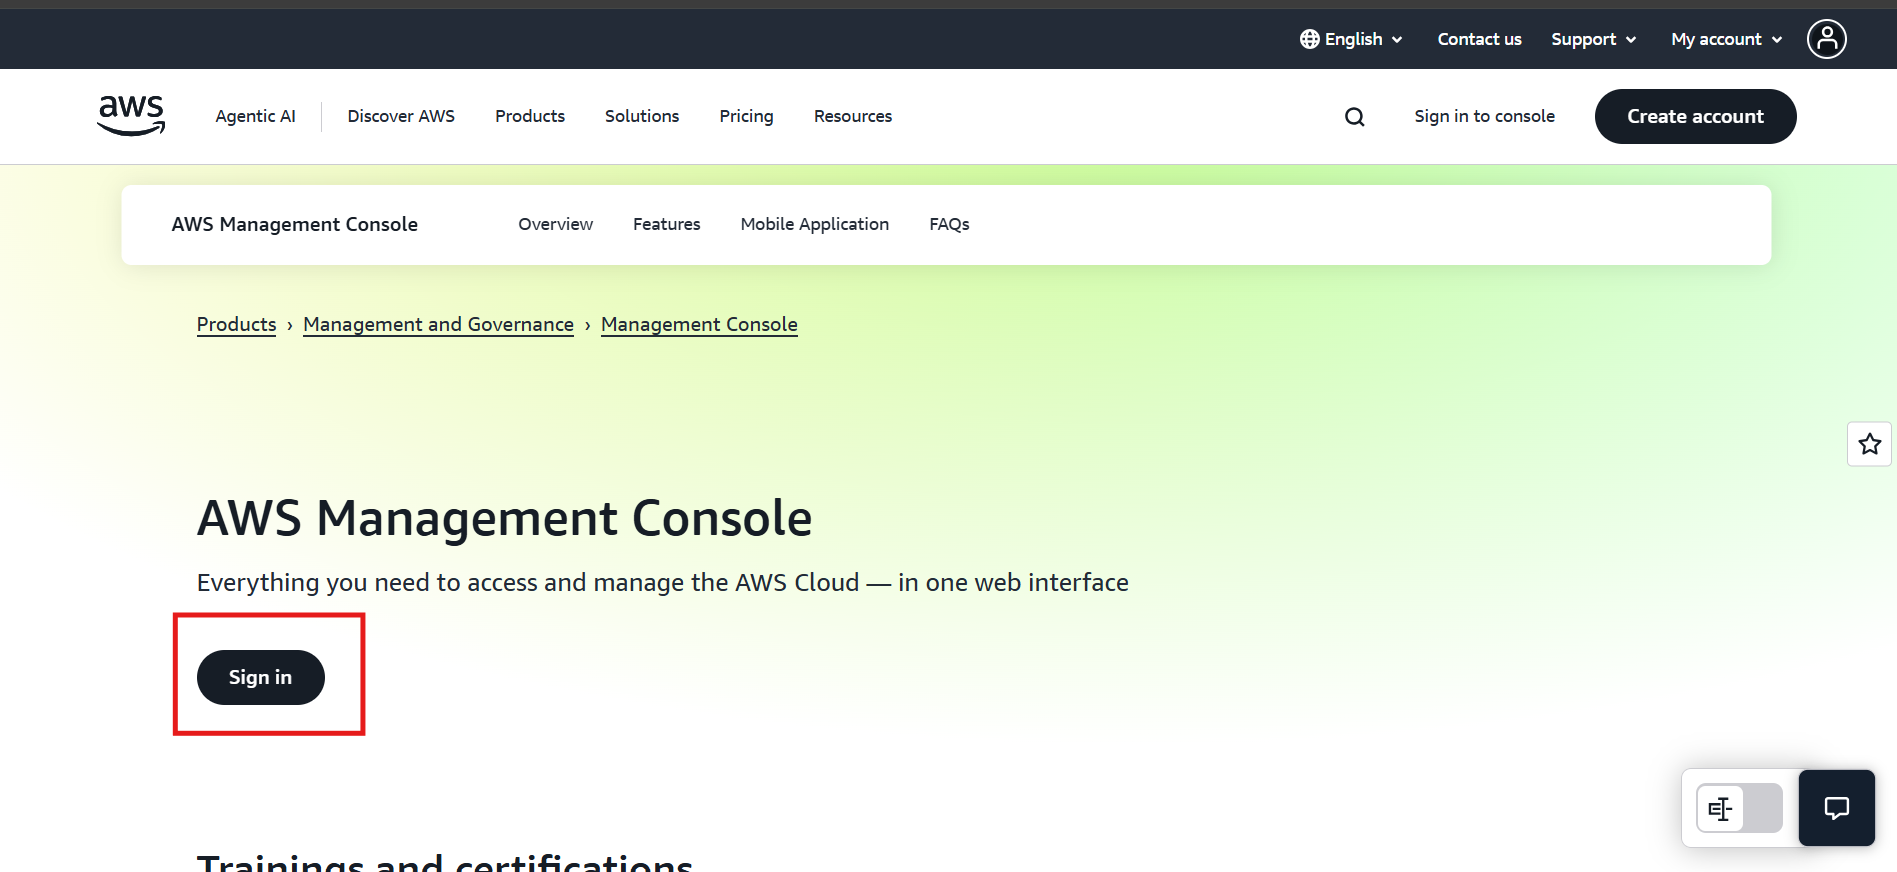 English Contact us Support My account
aws Agentic AI Discover AWS Products Solutions Pricing Resources Sign in to console Create account
AWS Management Console Overview Features Mobile Application FAQs
Products › Management and Governance › Management Console
AWS Management Console
Everything you need to access and manage the AWS Cloud — in one web interface
Sign in
Trainings and certifications